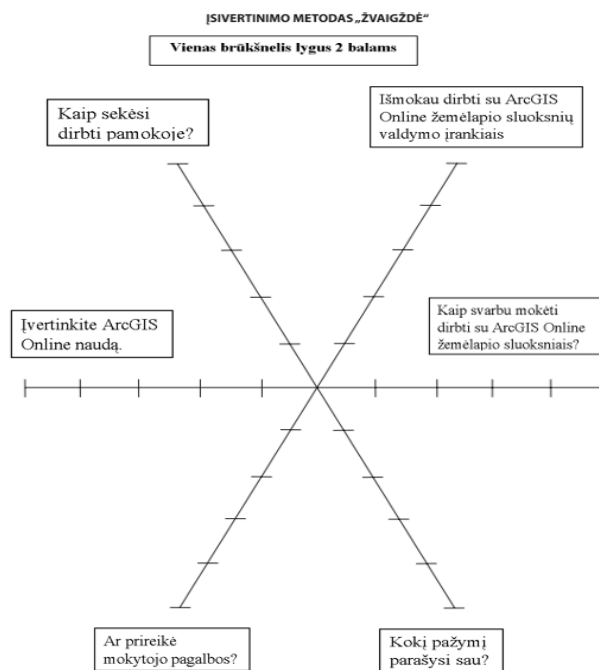 ĮSIVERTINIMO METODAS „ŽVAIGŽDĖ“
Vienas brūkšnelis lygus 2 balams
Kaip sekėsi
dirbti pamokoje?
Išmokau dirbti su ArcGIS
Online žemėlapio sluoksnių
valdymo įrankiais
Įvertinkite ArcGIS
Online naudą.
Kaip svarbu mokėti
dirbti su ArcGIS Online
žemėlapio sluoksniais?
Ar prireikė
mokytojo pagalbos?
Kokį pažymį
parašysi sau?